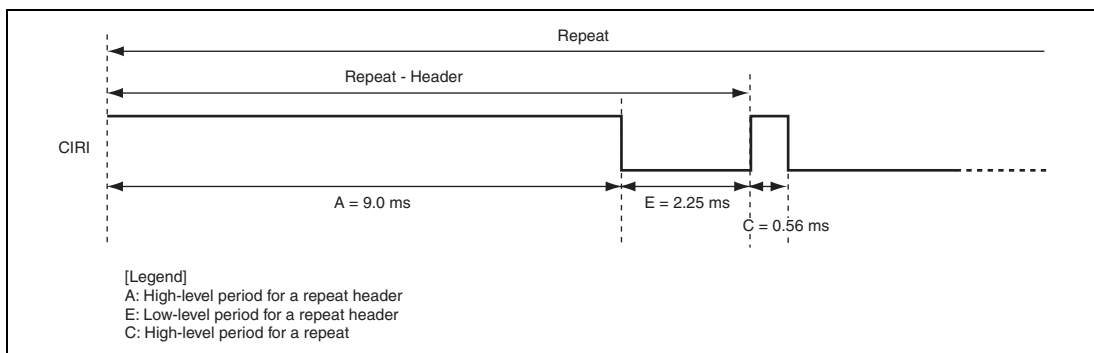 Repeat
Repeat - Header
CIRI
A = 9.0 ms
E = 2.25 ms
C = 0.56 ms
[Legend]
A: High-level period for a repeat header
E: Low-level period for a repeat header
C: High-level period for a repeat